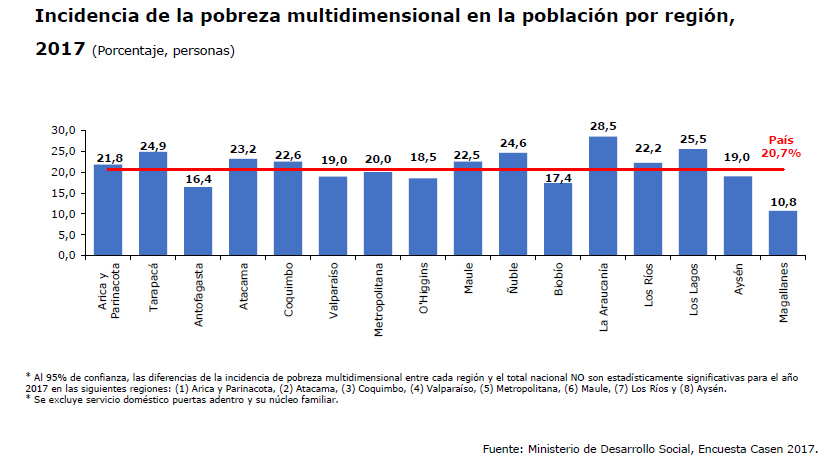 Incidencia de la pobreza multidimensional en la población por región,
2017 (Porcentaje, personas)
30,0
25,0
20,0
15,0
10,0
5,0
0,0
21,8
24,9
16,4
23,2
22,6
19,0
20,0
18,5
22,5
24,6
17,4
28,5
22,2
25,5
19,0
10,8
País
20,7%
Arica y
Parinacota
Tarapacá
Antofagasta
Atacama
Coquimbo
Valparaíso
Metropolitana
O'Higgins
Maule
Ñuble
Biobío
La Araucanía
Los Ríos
Los Lagos
Aysén
Magallanes
* Al 95% de confianza, las diferencias de la incidencia de pobreza multidimensional entre cada región y el total nacional NO son estadísticamente significativas para el año
2017 en las siguientes regiones: (1) Arica y Parinacota, (2) Atacama, (3) Coquimbo, (4) Valparaíso, (5) Metropolitana, (6) Maule, (7) Los Ríos y (8) Aysén.
* Se excluye servicio doméstico puertas adentro y su núcleo familiar.
Fuente: Ministerio de Desarrollo Social, Encuesta Casen 2017.